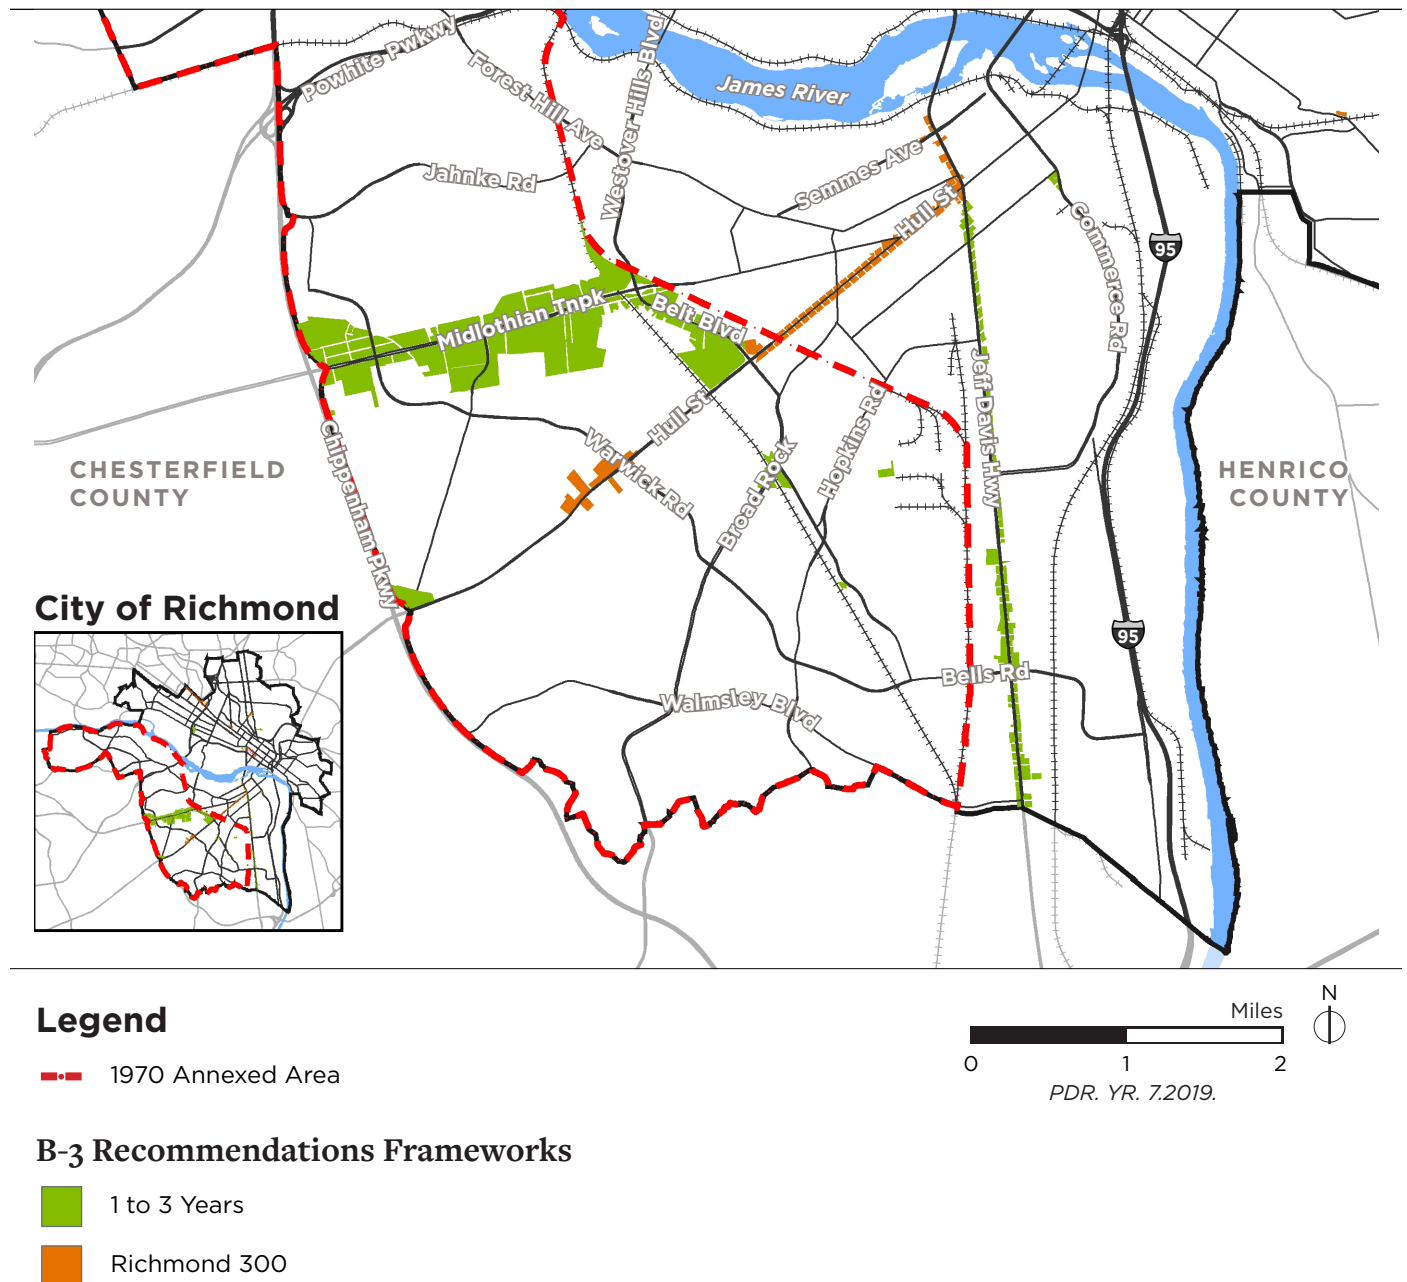 Powhite Pwkwy
Forest Hill Ave
Westover Hills Blvd
James River
Jahnke Rd
Semmes Ave
Hull St
Commerce Rd
95
Midlothian Tnpk
Belt Blvd
Jeff Davis Hwy
Hull St
Hopkins Rd
Chippenham Pkwy
Warwick Rd
Broad Rock
CHESTERFIELD
COUNTY
HENRICO
COUNTY
95
Bells Rd
Walmsley Blvd
City of Richmond
Legend
1970 Annexed Area
B-3 Recommendations Frameworks
1 to 3 Years
Richmond 300
Miles
N
0 1 2
PDR. YR. 7.2019.